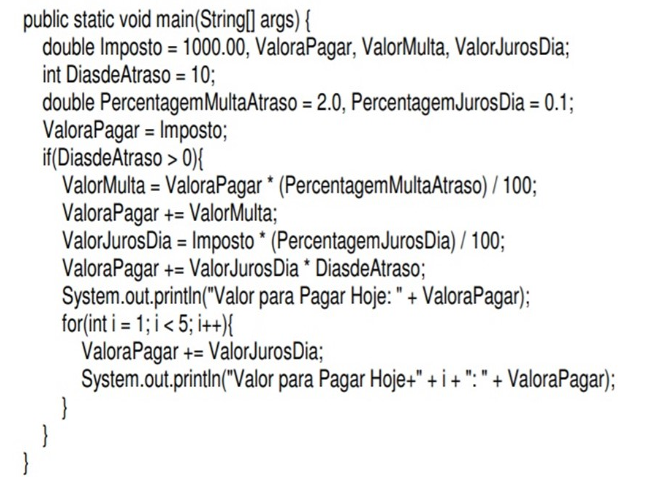 public static void main(String[] args) {
double Imposto = 1000.00, ValoraPagar, ValorMulta, ValorJurosDia;
int DiasdeAtraso = 10;
double PercentagemMultaAtraso = 2.0, PercentagemJurosDia = 0.1;
ValoraPagar = Imposto;
if(DiasdeAtraso > 0){
ValorMulta = ValoraPagar * (PercentagemMultaAtraso) / 100;
ValoraPagar += ValorMulta;
ValorJurosDia = Imposto * (PercentagemJurosDia) / 100;
ValoraPagar += ValorJurosDia * DiasdeAtraso;
System.out.println("Valor para Pagar Hoje: " + ValoraPagar);
for(int i = 1; i < 5; i++){
ValoraPagar += ValorJurosDia;
System.out.println("Valor para Pagar Hoje+" + i + ": " + ValoraPagar);
}
}
}